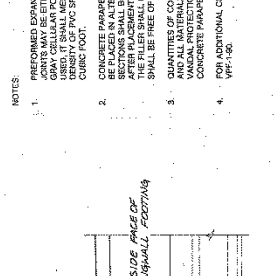 NOTES:
1. PREFORMED EXPAN
JOINTS MAY BE EITH
GRAY CELLULAR PO
USED, IT SHALL MEE
DENSITY OF PVC SP
CUBIC FOOT.
2. CONCRETE PARAPE
BE PLACED IN ALTE
SECTIONS SHALL B
AFTER PLACEMENT
THE FILLER SHALL
SHALL BE FREE OF
3. QUANTITIES OF CO
AND ALL MATERIAL
VANDAL PROTECTIO
CONCRETE PARAPE
4. FOR ADDITIONAL
VPF-1-90.
SIDE FACE OF
NGWALL FOOTING